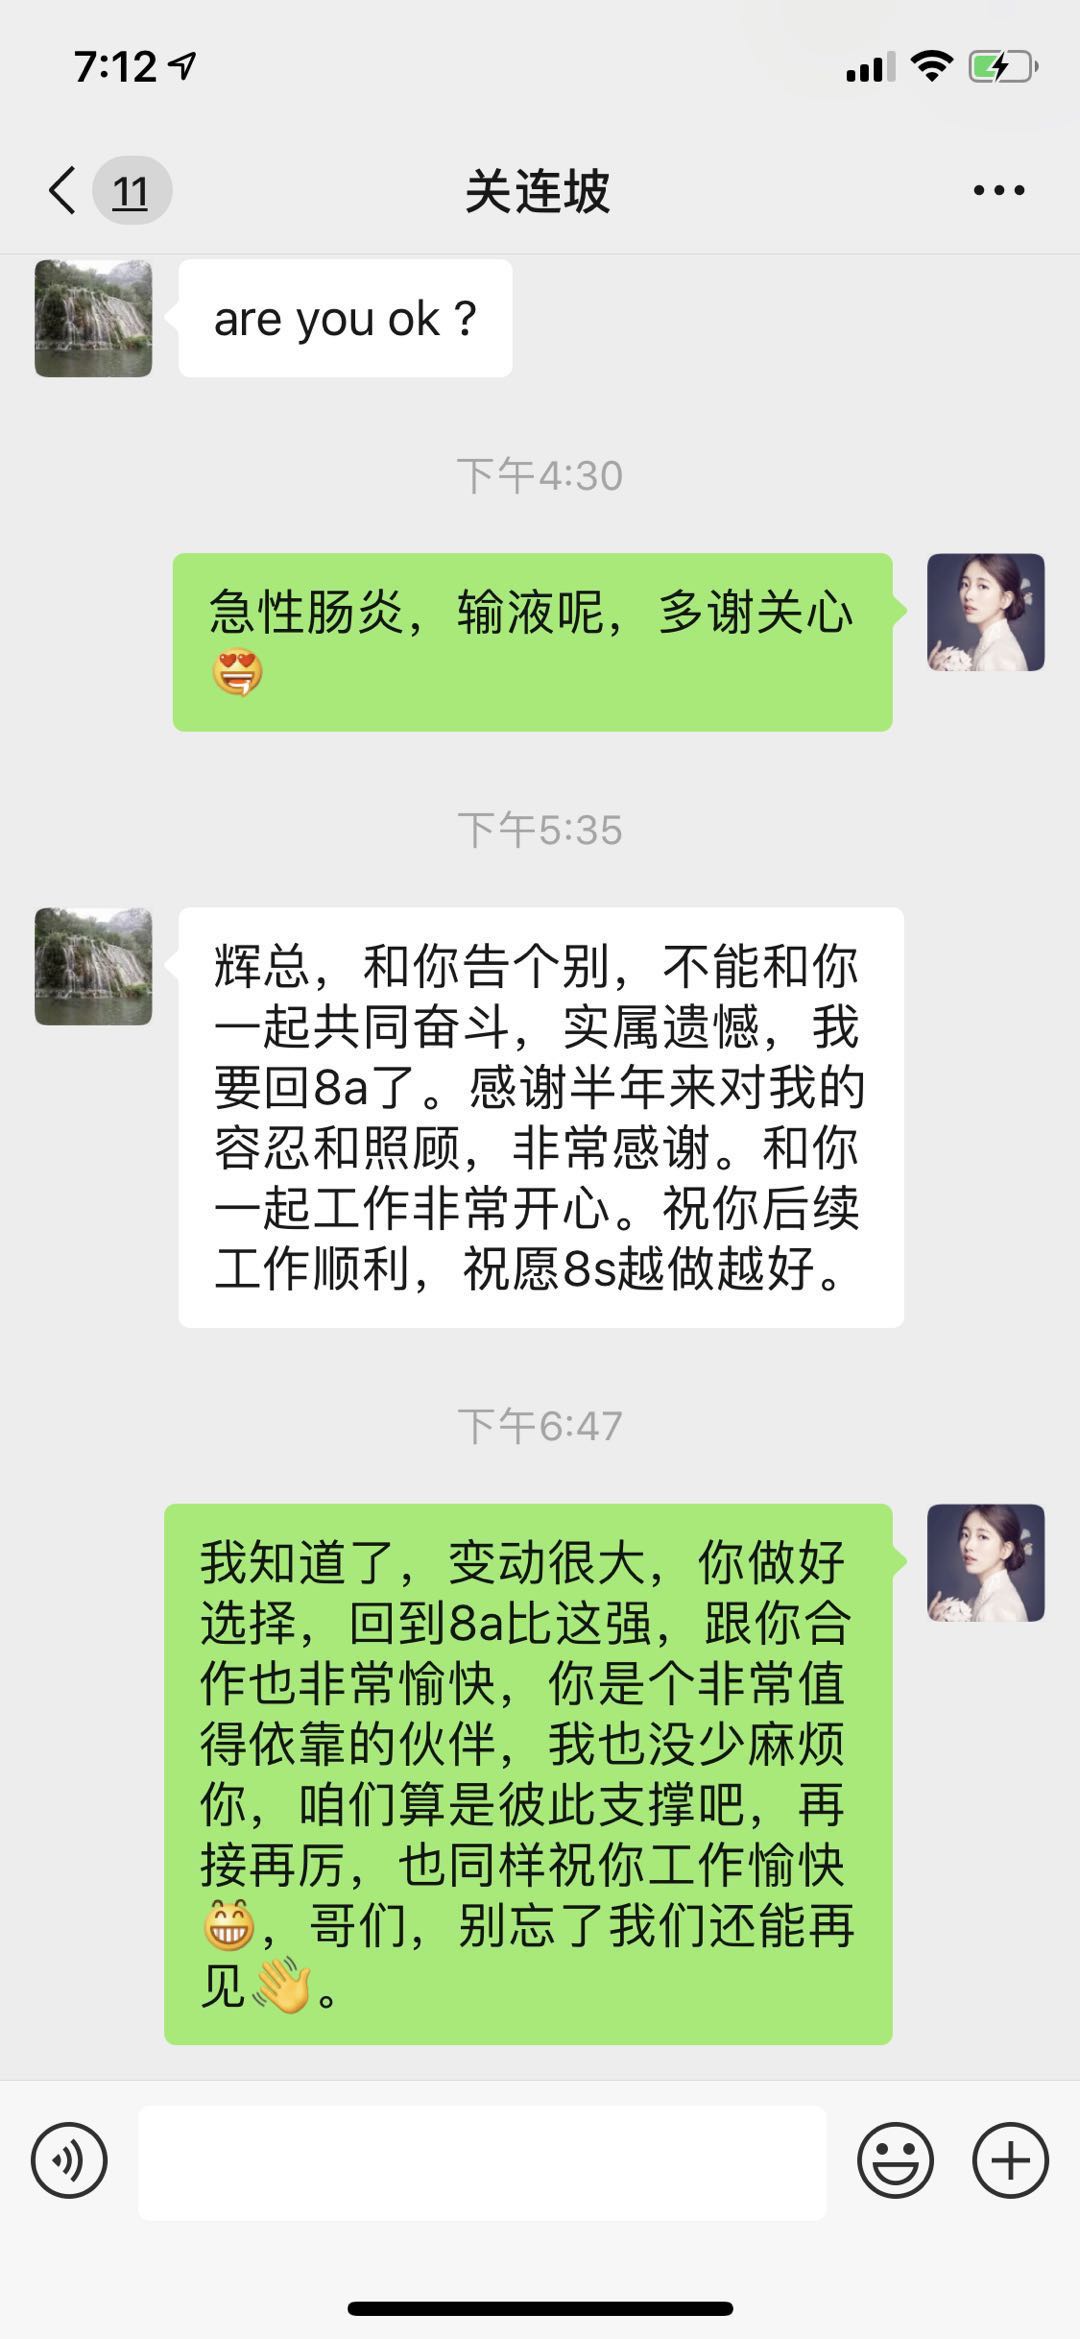 7:12
11
关连坡
are you ok ?
下午4:30
急性肠炎，输液呢，多谢关心
🤤
下午5:35
辉总，和你告个别，不能和你
一起共同奋斗，实属遗憾，我
要回8a了。感谢半年来对我的
容忍和照顾，非常感谢。和你
一起工作非常开心。祝你后续
工作顺利，祝愿8s越做越好。
下午6:47
我知道了，变动很大，你做好
选择，回到8a比这强，跟你合
作也非常愉快，你是个非常值
得依靠的伙伴，我也没少麻烦
你，咱们算是彼此支撑吧，再
接再厉，也同样祝你工作愉快
😁，哥们，别忘了我们还能再
见👋。